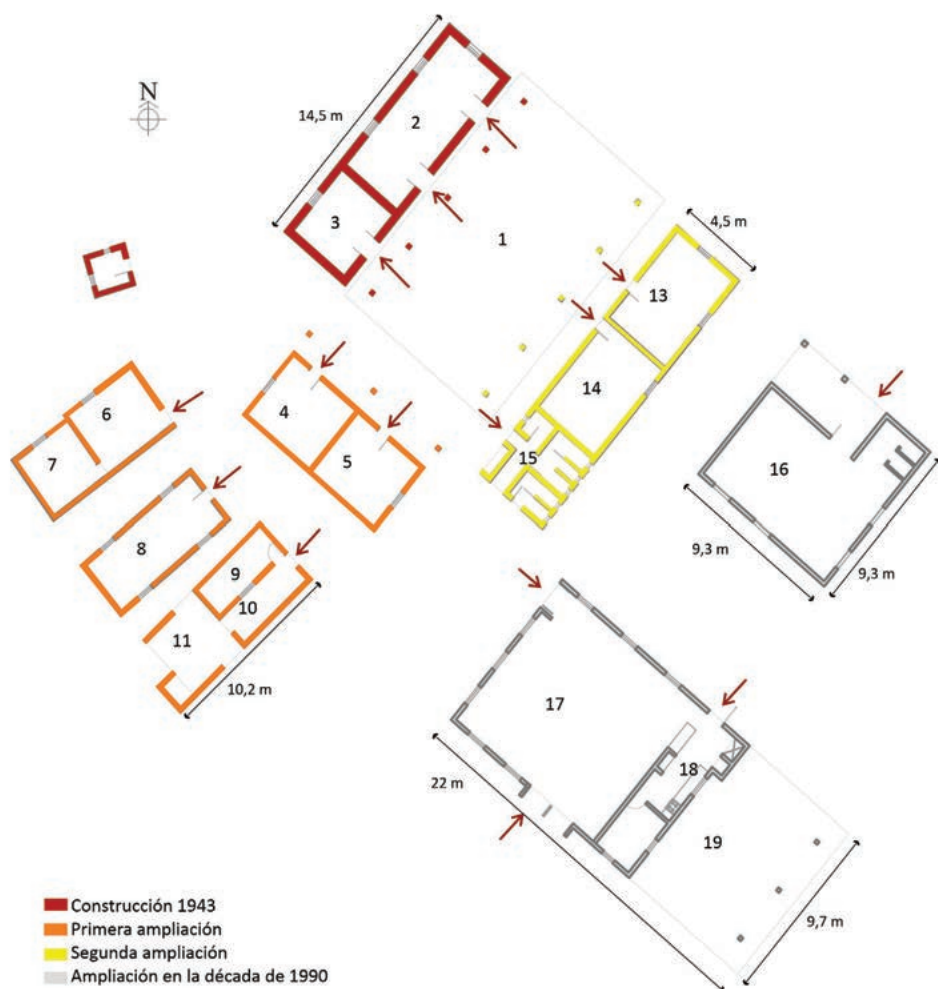 N
14,5 m
2
3
1
4,5 m
13
14
15
4
5
6
7
8
9
10
11
10,2 m
16
9,3 m
9,3 m
17
18
19
22 m
9,7 m
Construcción 1943
Primera ampliación
Segunda ampliación
Ampliación en la década de 1990